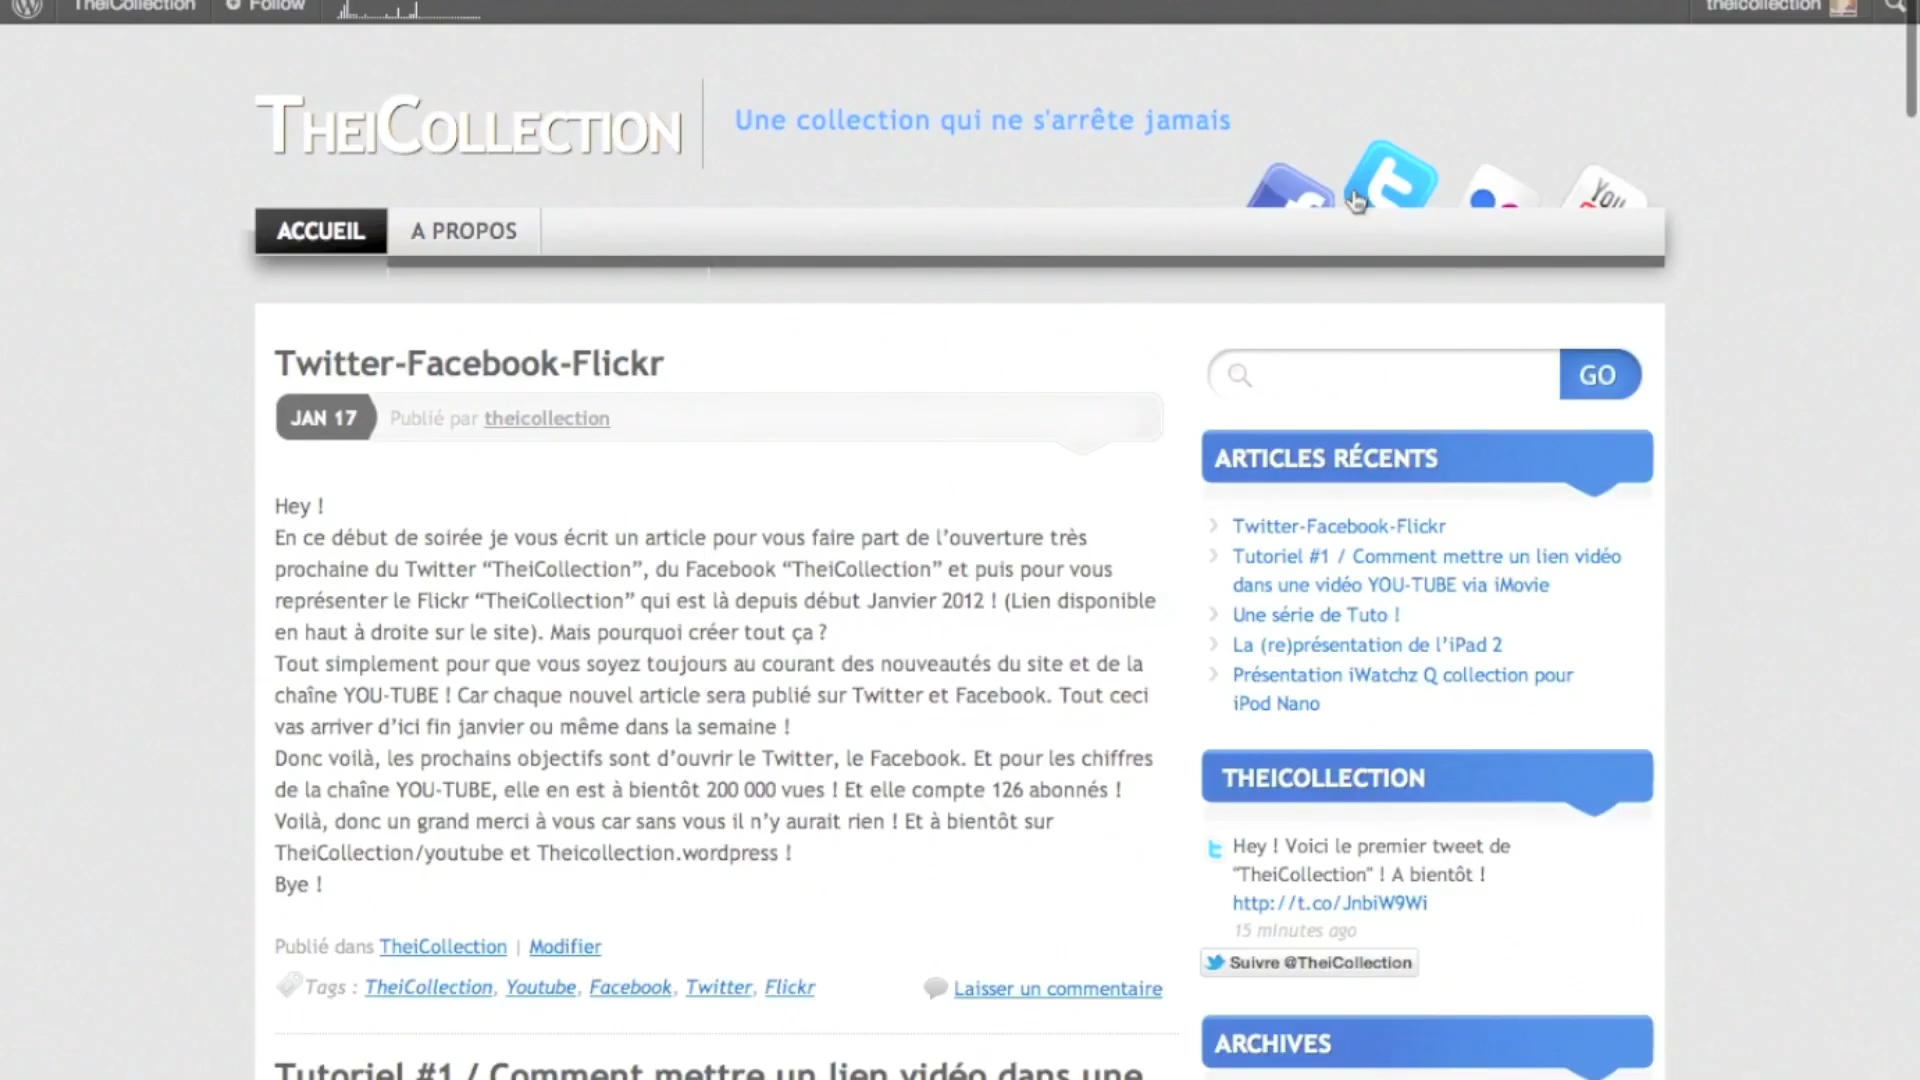 TheiCollection Follow theicollection
TheiCollection
Une collection qui ne s'arrête jamais
You
ACCUEIL A PROPOS
Twitter-Facebook-Flickr
JAN 17 Publié par theicollection
Hey !
En ce début de soirée je vous écrit un article pour vous faire part de l’ouverture très
prochaine du Twitter “TheiCollection”, du Facebook “TheiCollection” et puis pour vous
représenter le Flickr “TheiCollection” qui est là depuis début Janvier 2012 ! (Lien disponible
en haut à droite sur le site). Mais pourquoi créer tout ça ?
Tout simplement pour que vous soyez toujours au courant des nouveautés du site et de la
chaîne YOU-TUBE ! Car chaque nouvel article sera publié sur Twitter et Facebook. Tout ceci
vas arriver d’ici fin janvier ou même dans la semaine !
Donc voilà, les prochains objectifs sont d’ouvrir le Twitter, le Facebook. Et pour les chiffres
de la chaîne YOU-TUBE, elle en est à bientôt 200 000 vues ! Et elle compte 126 abonnés !
Voilà, donc un grand merci à vous car sans vous il n’y aurait rien ! Et à bientôt sur
TheiCollection/youtube et Theicollection.wordpress !
Bye !
Publié dans TheiCollection | Modifier
Tags : TheiCollection, Youtube, Facebook, Twitter, Flickr
Laisser un commentaire
Tutoriel #1 / Comment mettre un lien vidéo dans une
GO
ARTICLES RÉCENTS
Twitter-Facebook-Flickr
Tutoriel #1 / Comment mettre un lien vidéo
dans une vidéo YOU-TUBE via iMovie
Une série de Tuto !
La (re)présentation de l’iPad 2
Présentation iWatchz Q collection pour
iPod Nano
THEICOLLECTION
Hey ! Voici le premier tweet de
"TheiCollection" ! A bientôt !
http://t.co/JnbiW9Wi
15 minutes ago
Suivre @TheiCollection
ARCHIVES